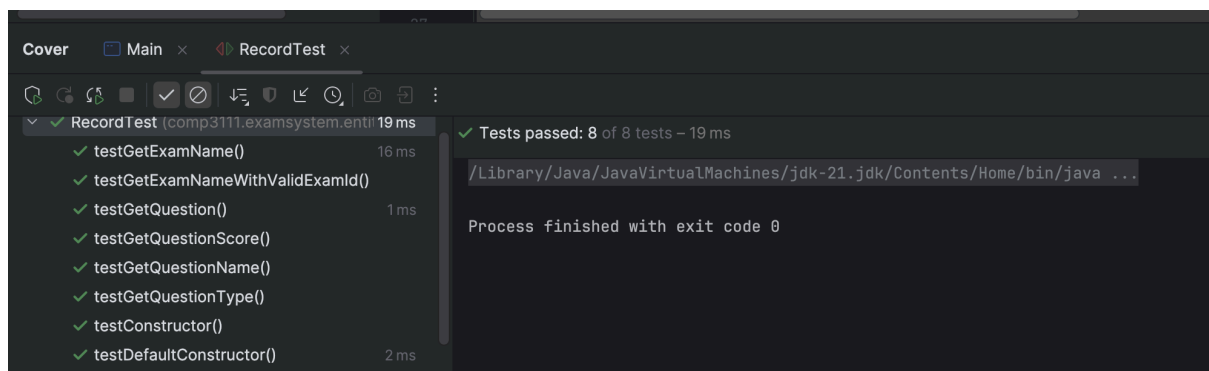 Cover Main × RecordTest ×
RecordTest (comp3111.examsystem.enti 19 ms
testGetExamName() 16 ms
testGetExamNameWithValidExamId()
testGetQuestion() 1 ms
testGetQuestionScore()
testGetQuestionName()
testGetQuestionType()
testConstructor()
testDefaultConstructor() 2 ms
Tests passed: 8 of 8 tests – 19 ms
/Library/Java/JavaVirtualMachines/jdk-21.jdk/Contents/Home/bin/java ...
Process finished with exit code 0